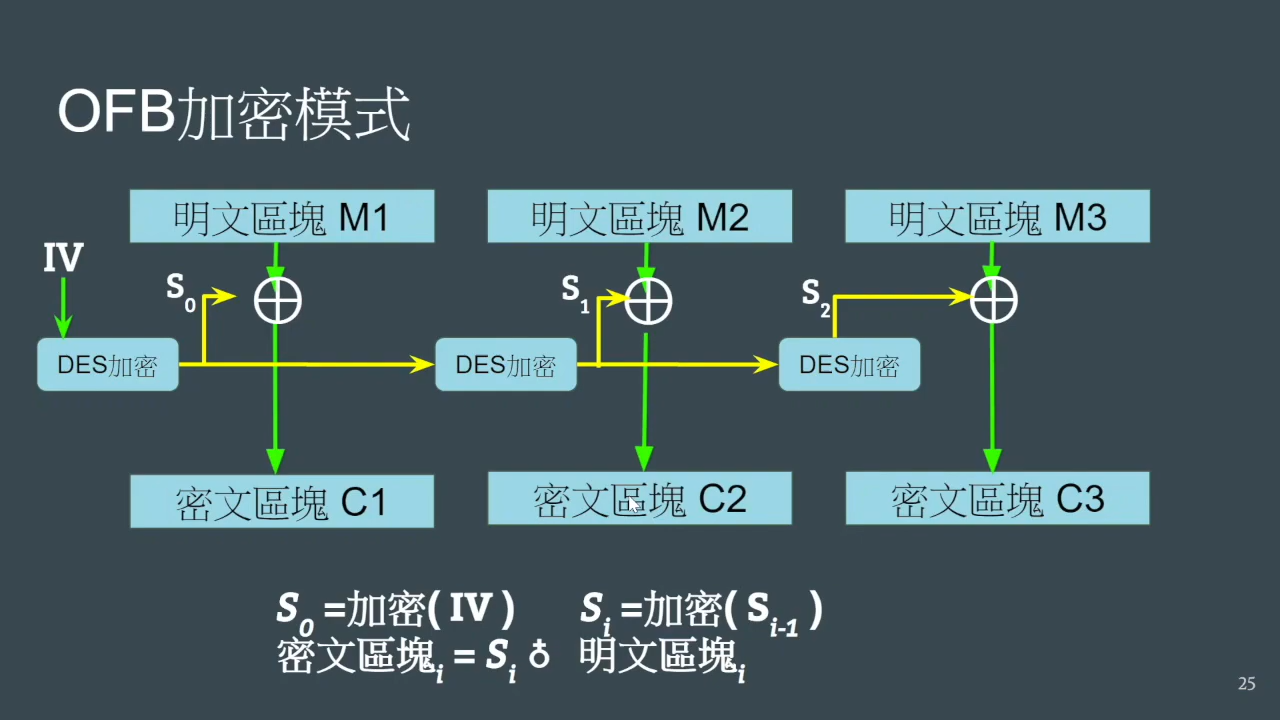 OFB加密模式
明文區塊 M1
明文區塊 M2
明文區塊 M3
IV
S0
S1
S2
DES加密
DES加密
DES加密
密文區塊 C1
密文區塊 C2
密文區塊 C3
S0 =加密( IV ) Si =加密( Si-1 )
密文區塊i = Si ♁ 明文區塊i
25